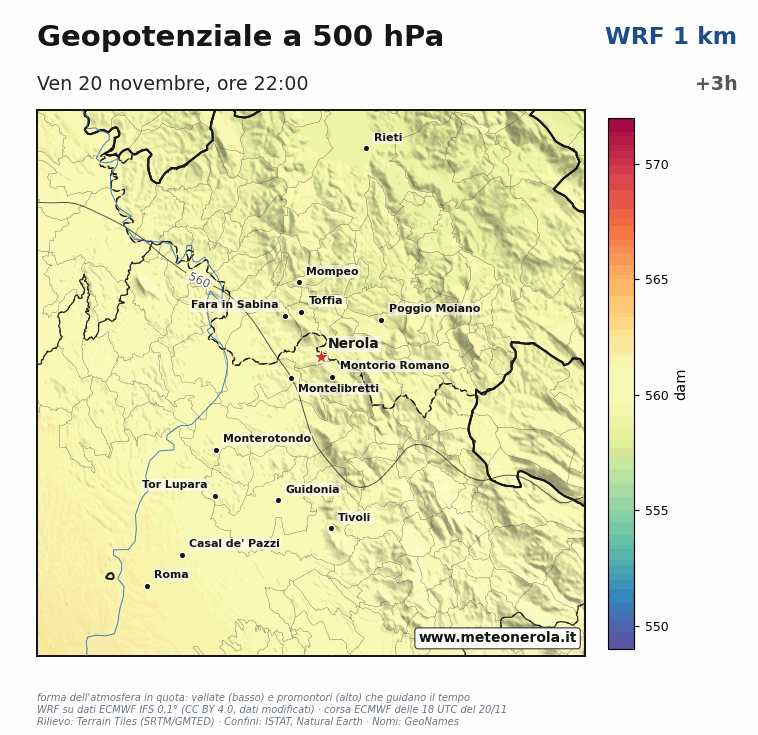 Geopotenziale a 500 hPa
WRF 1 km
Ven 20 novembre, ore 22:00
+3h
Rieti
Mompeo
560
Fara in Sabina
Toffia
Poggio Moiano
Nerola
Montorio Romano
Montelibretti
Monterotondo
Tor Lupara
Guidonia
Tivoli
Casal de' Pazzi
Roma
www.meteonerola.it
570
565
560
555
550
dam
forma dell'atmosfera in quota: vallate (basso) e promontori (alto) che guidano il tempo
WRF su dati ECMWF IFS 0,1° (CC BY 4.0, dati modificati) · corsa ECMWF delle 18 UTC del 20/11
Rilievo: Terrain Tiles (SRTM/GMTED) · Confini: ISTAT, Natural Earth · Nomi: GeoNames